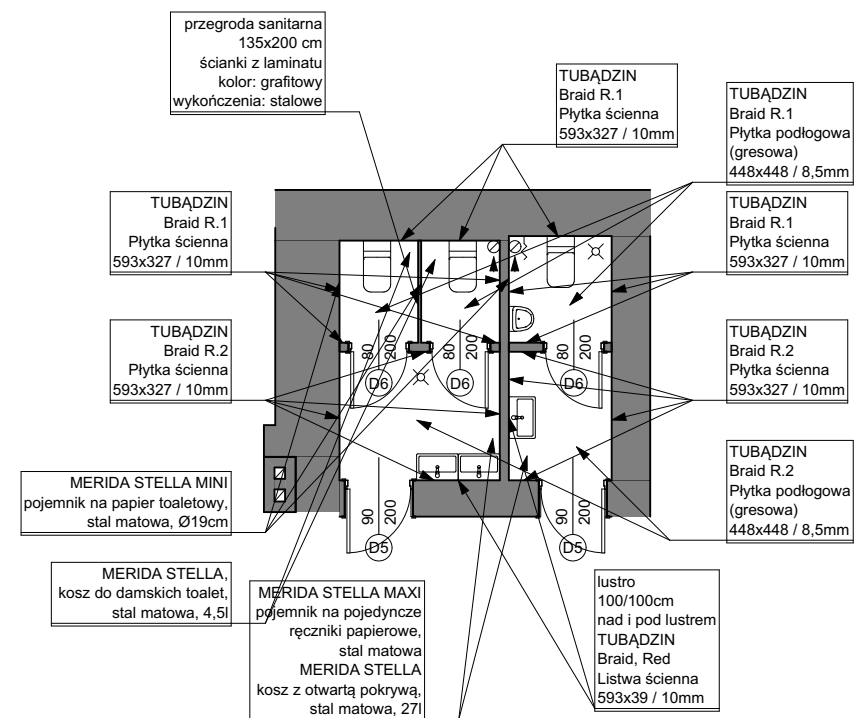 przegroda sanitarna
135x200 cm
ścianki z laminatu
kolor: grafitowy
wykończenia: stalowe
TUBĄDZIN
Braid R.1
Płytka ścienna
593x327 / 10mm
TUBĄDZIN
Braid R.1
Płytka podłogowa
(gresowa)
448x448 / 8,5mm
TUBĄDZIN
Braid R.1
Płytka ścienna
593x327 / 10mm
TUBĄDZIN
Braid R.1
Płytka ścienna
593x327 / 10mm
TUBĄDZIN
Braid R.2
Płytka ścienna
593x327 / 10mm
TUBĄDZIN
Braid R.2
Płytka ścienna
593x327 / 10mm
80
200
D6
80
200
D6
80
200
D6
90
200
D5
90
200
D5
TUBĄDZIN
Braid R.2
Płytka podłogowa
(gresowa)
448x448 / 8,5mm
MERIDA STELLA MINI
pojemnik na papier toaletowy,
stal matowa, Ø19cm
MERIDA STELLA,
kosz do damskich toalet,
stal matowa, 4,5l
MERIDA STELLA MAXI
pojemnik na pojedyncze
ręczniki papierowe,
stal matowa
MERIDA STELLA
kosz z otwartą pokrywą,
stal matowa, 27l
lustro
100/100cm
nad i pod lustrem
TUBĄDZIN
Braid, Red
Listwa ścienna
593x39 / 10mm